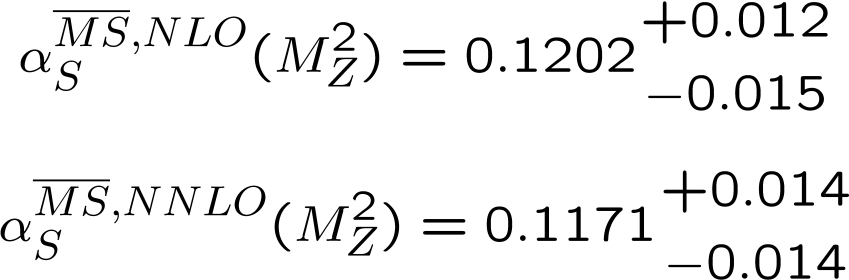 α_S^{\overline{MS},NLO}(M_Z^2) = 0.1202^{+0.012}_{−0.015}
α_S^{\overline{MS},NNLO}(M_Z^2) = 0.1171^{+0.014}_{−0.014}